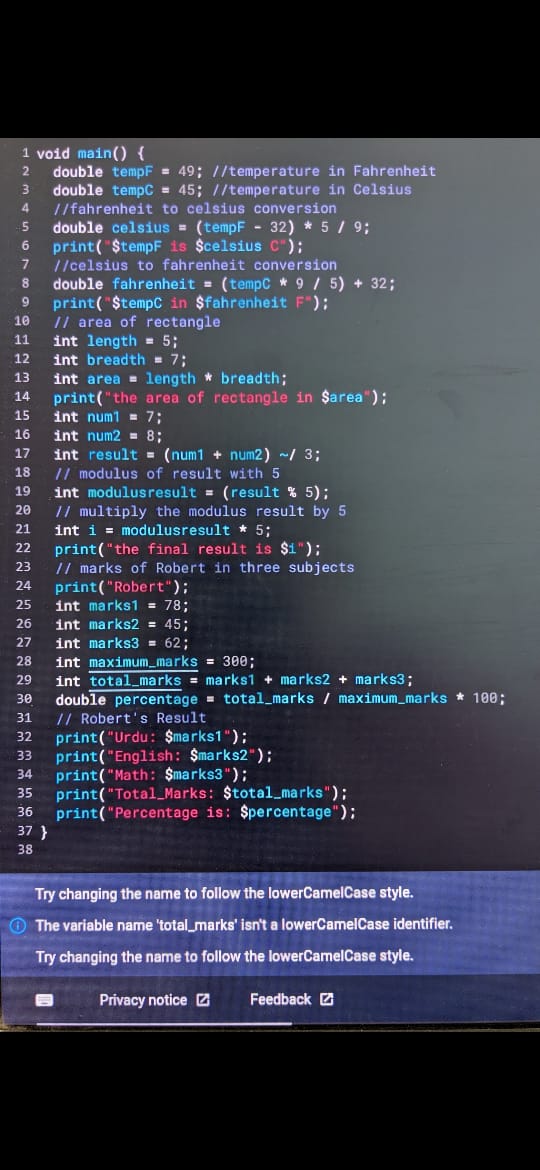 1 void main() {
2 double tempF = 49; //temperature in Fahrenheit
3 double tempC = 45; //temperature in Celsius
4 //fahrenheit to celsius conversion
5 double celsius = (tempF - 32) * 5 / 9;
6 print("$tempF is $celsius C");
7 //celsius to fahrenheit conversion
8 double fahrenheit = (tempC * 9 / 5) + 32;
9 print("$tempC in $fahrenheit F");
10 // area of rectangle
11 int length = 5;
12 int breadth = 7;
13 int area = length * breadth;
14 print("the area of rectangle in $area");
15 int num1 = 7;
16 int num2 = 8;
17 int result = (num1 + num2) ~/ 3;
18 // modulus of result with 5
19 int modulusresult = (result % 5);
20 // multiply the modulus result by 5
21 int i = modulusresult * 5;
22 print("the final result is $i");
23 // marks of Robert in three subjects
24 print("Robert");
25 int marks1 = 78;
26 int marks2 = 45;
27 int marks3 = 62;
28 int maximum_marks = 300;
29 int total_marks = marks1 + marks2 + marks3;
30 double percentage = total_marks / maximum_marks * 100;
31 // Robert's Result
32 print("Urdu: $marks1");
33 print("English: $marks2");
34 print("Math: $marks3");
35 print("Total_Marks: $total_marks");
36 print("Percentage is: $percentage");
37 }
38
Try changing the name to follow the lowerCamelCase style.
The variable name 'total_marks' isn't a lowerCamelCase identifier.
Try changing the name to follow the lowerCamelCase style.
Privacy notice Feedback